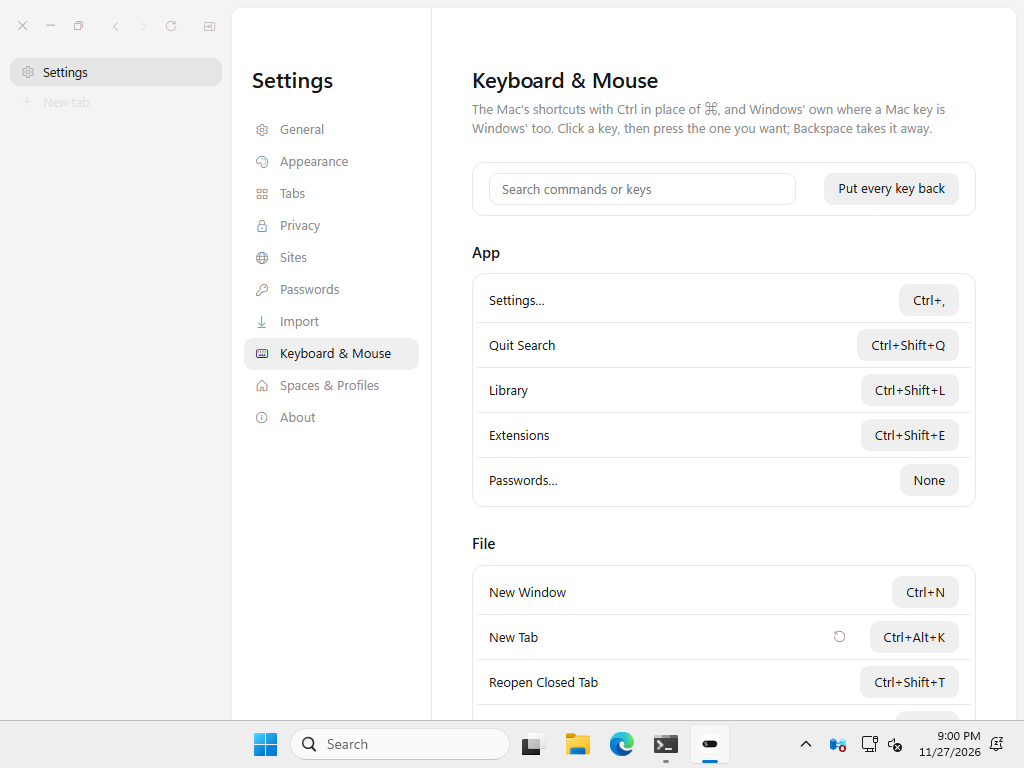 Settings
New tab
Settings
General
Appearance
Tabs
Privacy
Sites
Passwords
Import
Keyboard & Mouse
Spaces & Profiles
About
Keyboard & Mouse
The Mac's shortcuts with Ctrl in place of ⌘, and Windows' own where a Mac key is
Windows' too. Click a key, then press the one you want; Backspace takes it away.
Search commands or keys
Put every key back
App
Settings... Ctrl+,
Quit Search Ctrl+Shift+Q
Library Ctrl+Shift+L
Extensions Ctrl+Shift+E
Passwords... None
File
New Window Ctrl+N
New Tab Ctrl+Alt+K
Reopen Closed Tab Ctrl+Shift+T
Search
9:00 PM
11/27/2026